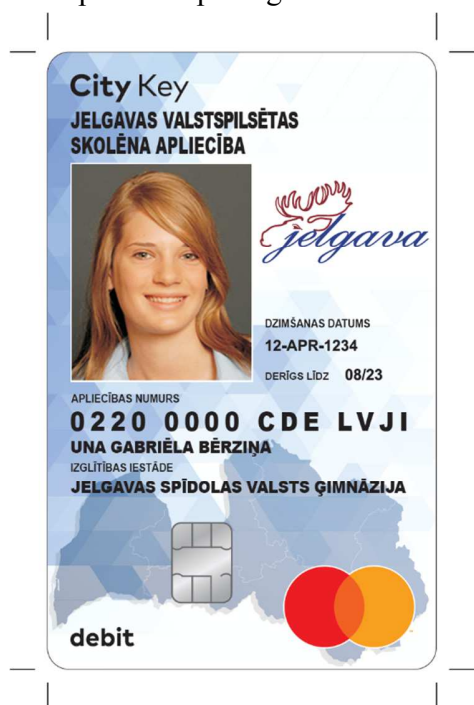 City Key
JELGAVAS VALSTSPILSĒTAS
SKOLĒNA APLIECĪBA
jelgava
DZIMŠANAS DATUMS
12-APR-1234
DERĪGS LĪDZ 08/23
APLIECĪBAS NUMURS
0220 0000 CDE LVJI
UNA GABRIĒLA BĒRZIŅA
IZGLĪTĪBAS IESTĀDE
JELGAVAS SPĪDOLAS VALSTS ĢIMNĀZIJA
debit